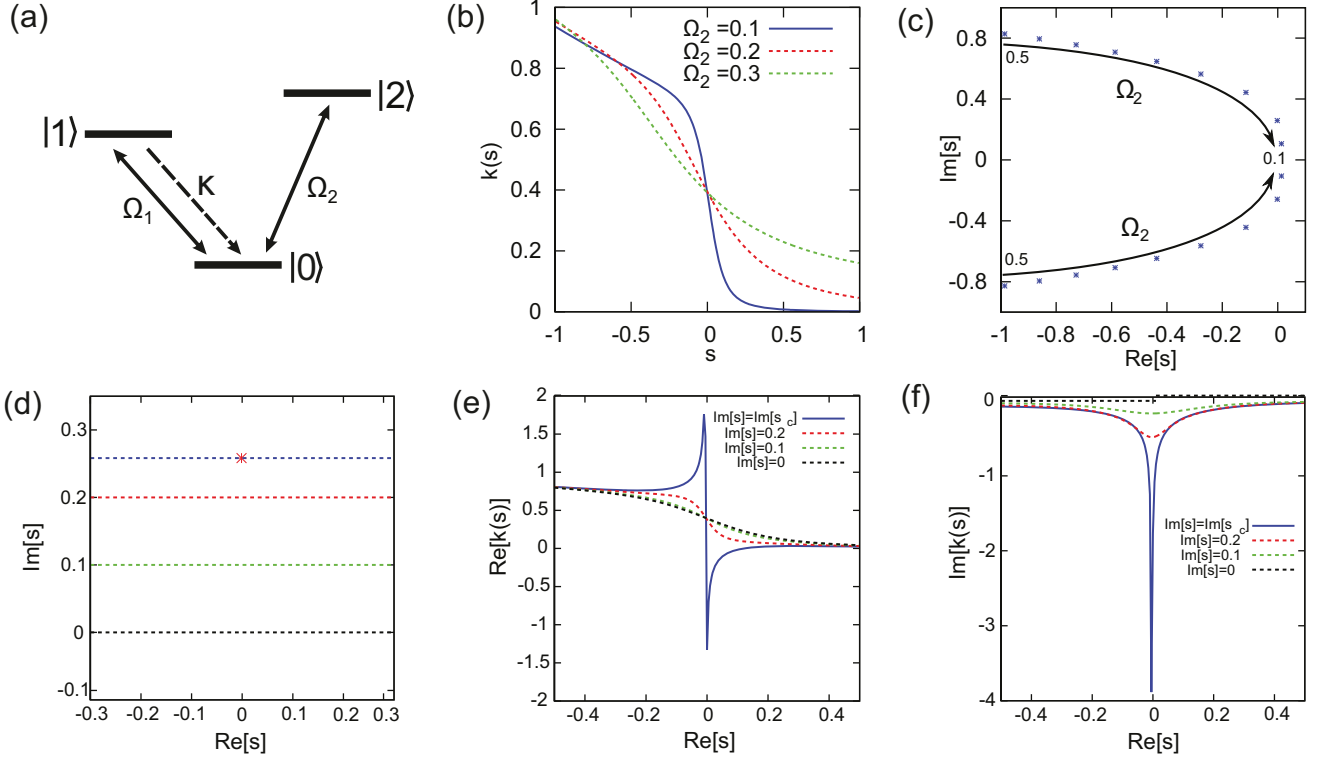 (a)
|2⟩
|1⟩
κ
Ω1
Ω2
|0⟩
(b)
k(s)
1
0.8
0.6
0.4
0.2
0
-1
-0.5
0
0.5
1
s
Ω2 =0.1
Ω2 =0.2
Ω2 =0.3
(c)
Im[s]
0.8
0.4
0
-0.4
-0.8
-1
-0.8
-0.6
-0.4
-0.2
0
Re[s]
0.5
Ω2
0.1
Ω2
0.5
(d)
Im[s]
0.3
0.2
0.1
0
-0.1
-0.3
-0.2
-0.1
0
0.1
0.2
0.3
Re[s]
(e)
Re[k(s)]
2
1.5
1
0.5
0
-0.5
-1
-1.5
-2
-0.4
-0.2
0
0.2
0.4
Re[s]
Im[s]=Im[s c]
Im[s]=0.2
Im[s]=0.1
Im[s]=0
(f)
Im[k(s)]
0
-1
-2
-3
-4
-0.4
-0.2
0
0.2
0.4
Re[s]
Im[s]=Im[s c]
Im[s]=0.2
Im[s]=0.1
Im[s]=0